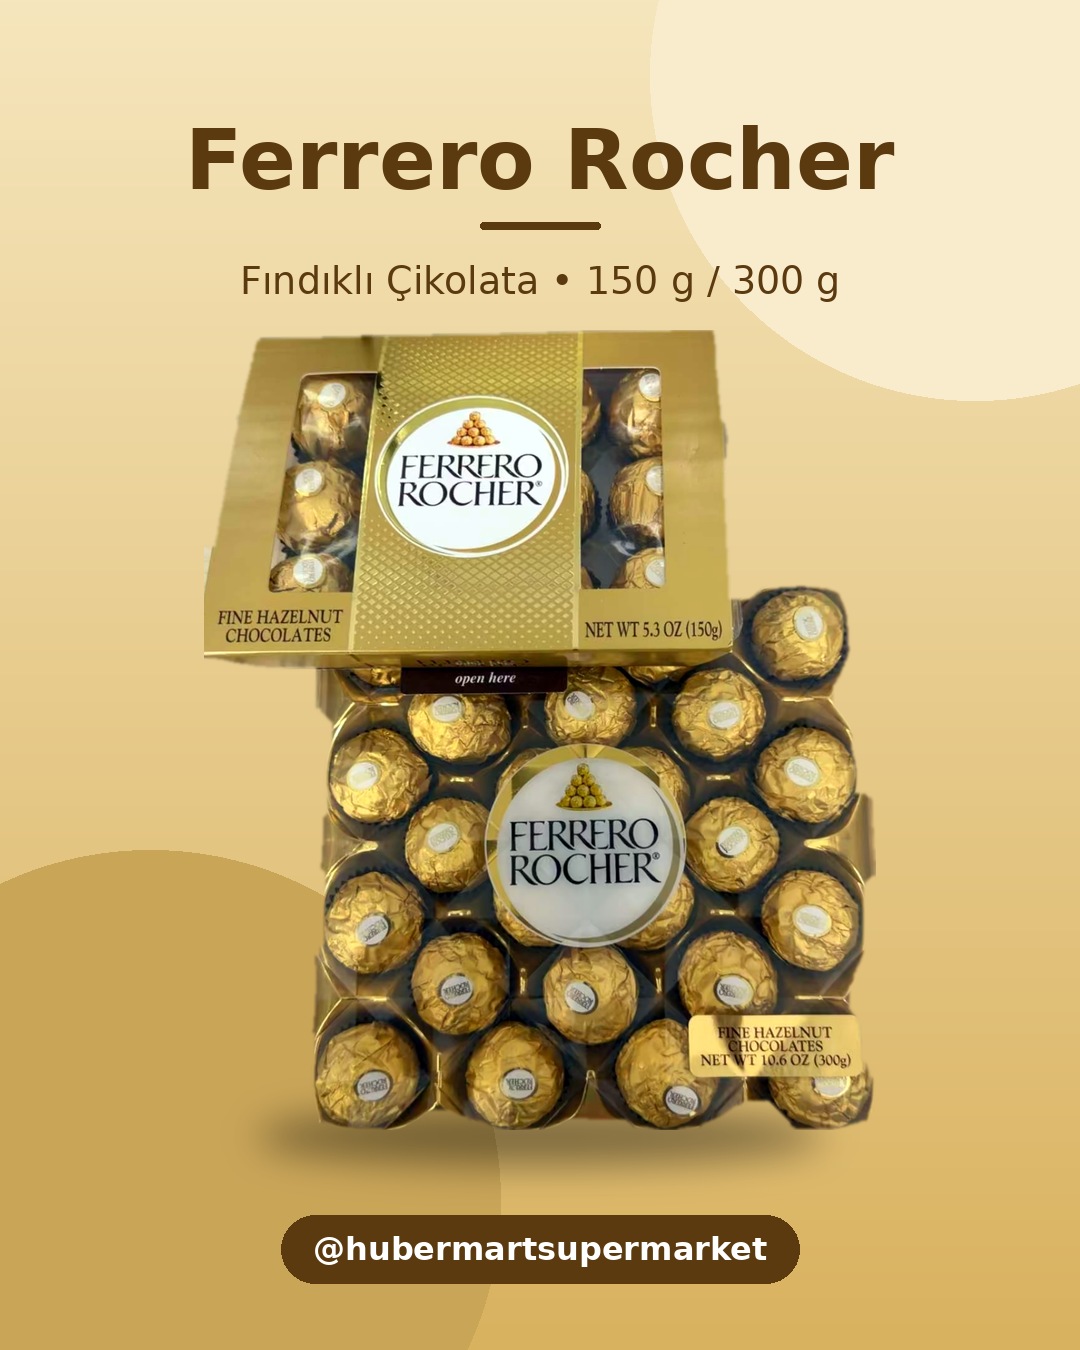 Ferrero Rocher
Fındıklı Çikolata • 150 g / 300 g
FERRERO
ROCHER®
FINE HAZELNUT
CHOCOLATES
NET WT 5.3 OZ (150g)
open here
FERRERO
ROCHER®
FINE HAZELNUT
CHOCOLATES
NET WT 10.6 OZ (300g)
@hubermartsupermarket